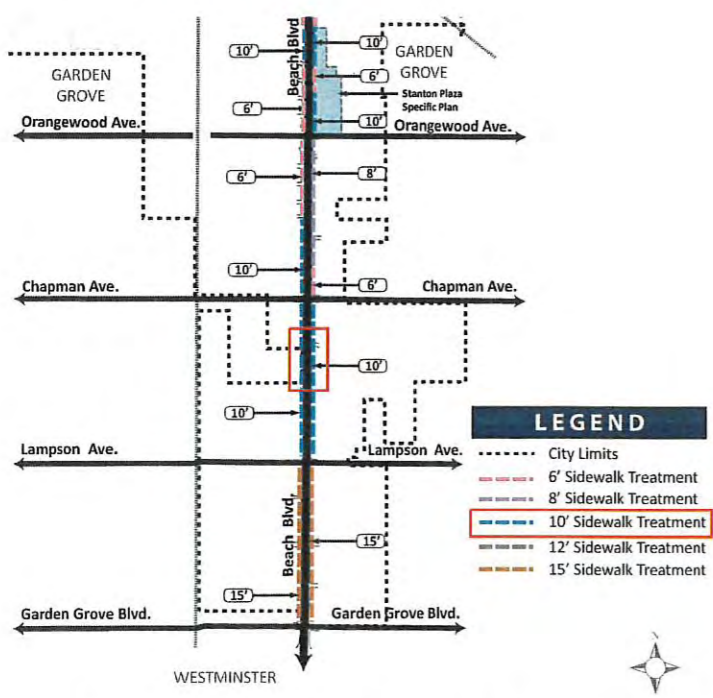 Beach Blvd
10'
10'
GARDEN
GROVE
GARDEN
GROVE
6'
Stanton Plaza
Specific Plan
6'
10'
Orangewood Ave.
Orangewood Ave.
6'
8'
10'
6'
Chapman Ave.
Chapman Ave.
10'
10'
LEGEND
City Limits
6' Sidewalk Treatment
8' Sidewalk Treatment
10' Sidewalk Treatment
12' Sidewalk Treatment
15' Sidewalk Treatment
Lampson Ave.
Lampson Ave.
Beach Blvd.
15'
15'
Garden Grove Blvd.
Garden Grove Blvd.
WESTMINSTER